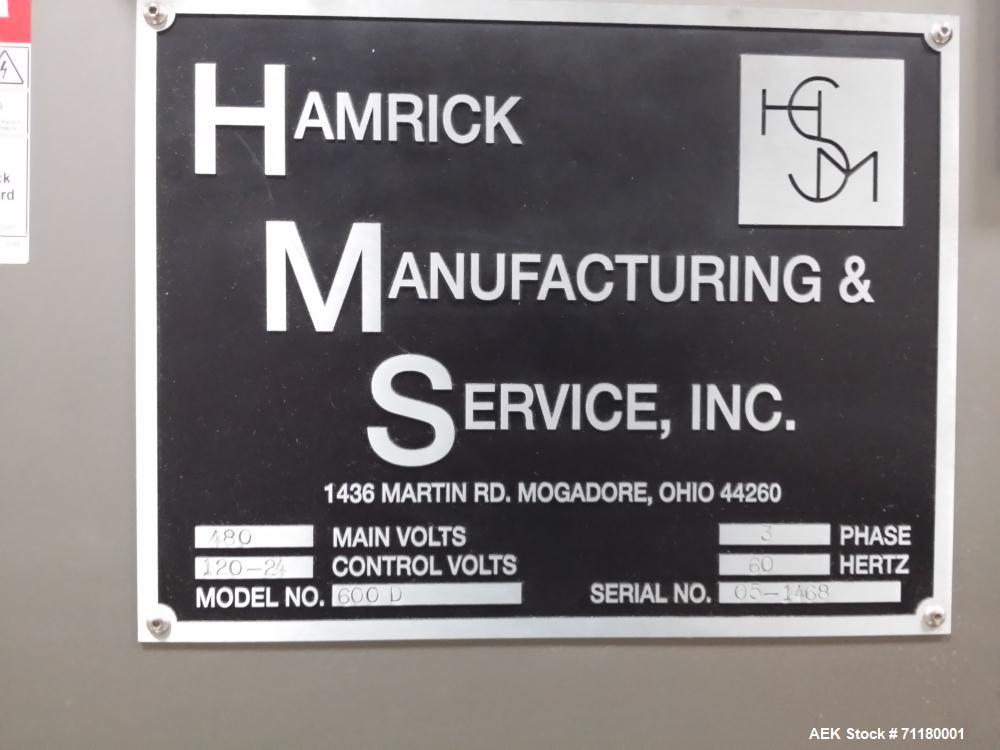 HAMRICK
HSM
MANUFACTURING &
SERVICE, INC.
1436 MARTIN RD. MOGADORE, OHIO 44260
480 MAIN VOLTS 3 PHASE
120-24 CONTROL VOLTS 60 HERTZ
MODEL NO. 600 D SERIAL NO. 05-1468
AEK Stock # 71180001